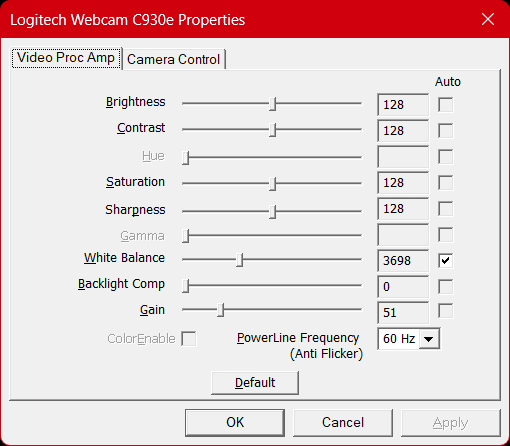 Logitech Webcam C930e Properties
Video Proc Amp Camera Control
Auto
Brightness 128
Contrast 128
Hue
Saturation 128
Sharpness 128
Gamma
White Balance 3698
Backlight Comp 0
Gain 51
ColorEnable PowerLine Frequency 60 Hz
(Anti Flicker)
Default
OK Cancel Apply